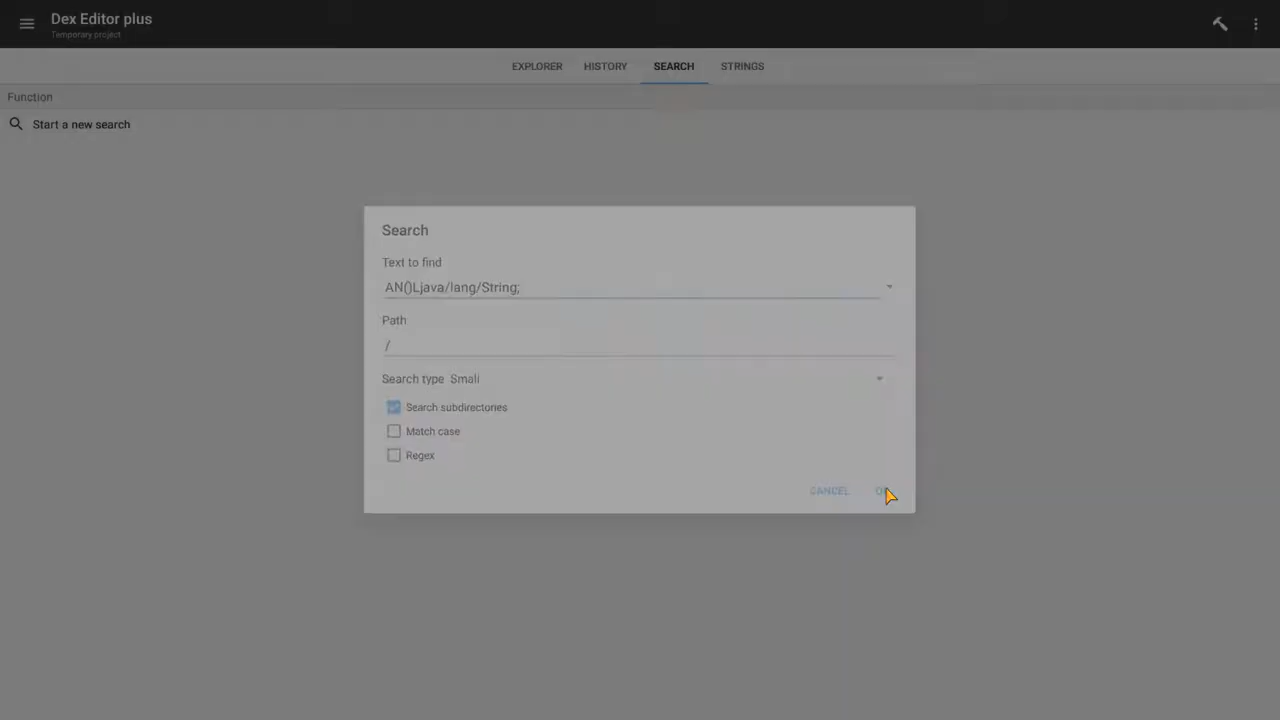 Dex Editor plus
Temporary project
EXPLORER HISTORY SEARCH STRINGS
Function
Start a new search
Search
Text to find
AN()Ljava/lang/String;
Path
/
Search type Smali
Search subdirectories
Match case
Regex
CANCEL